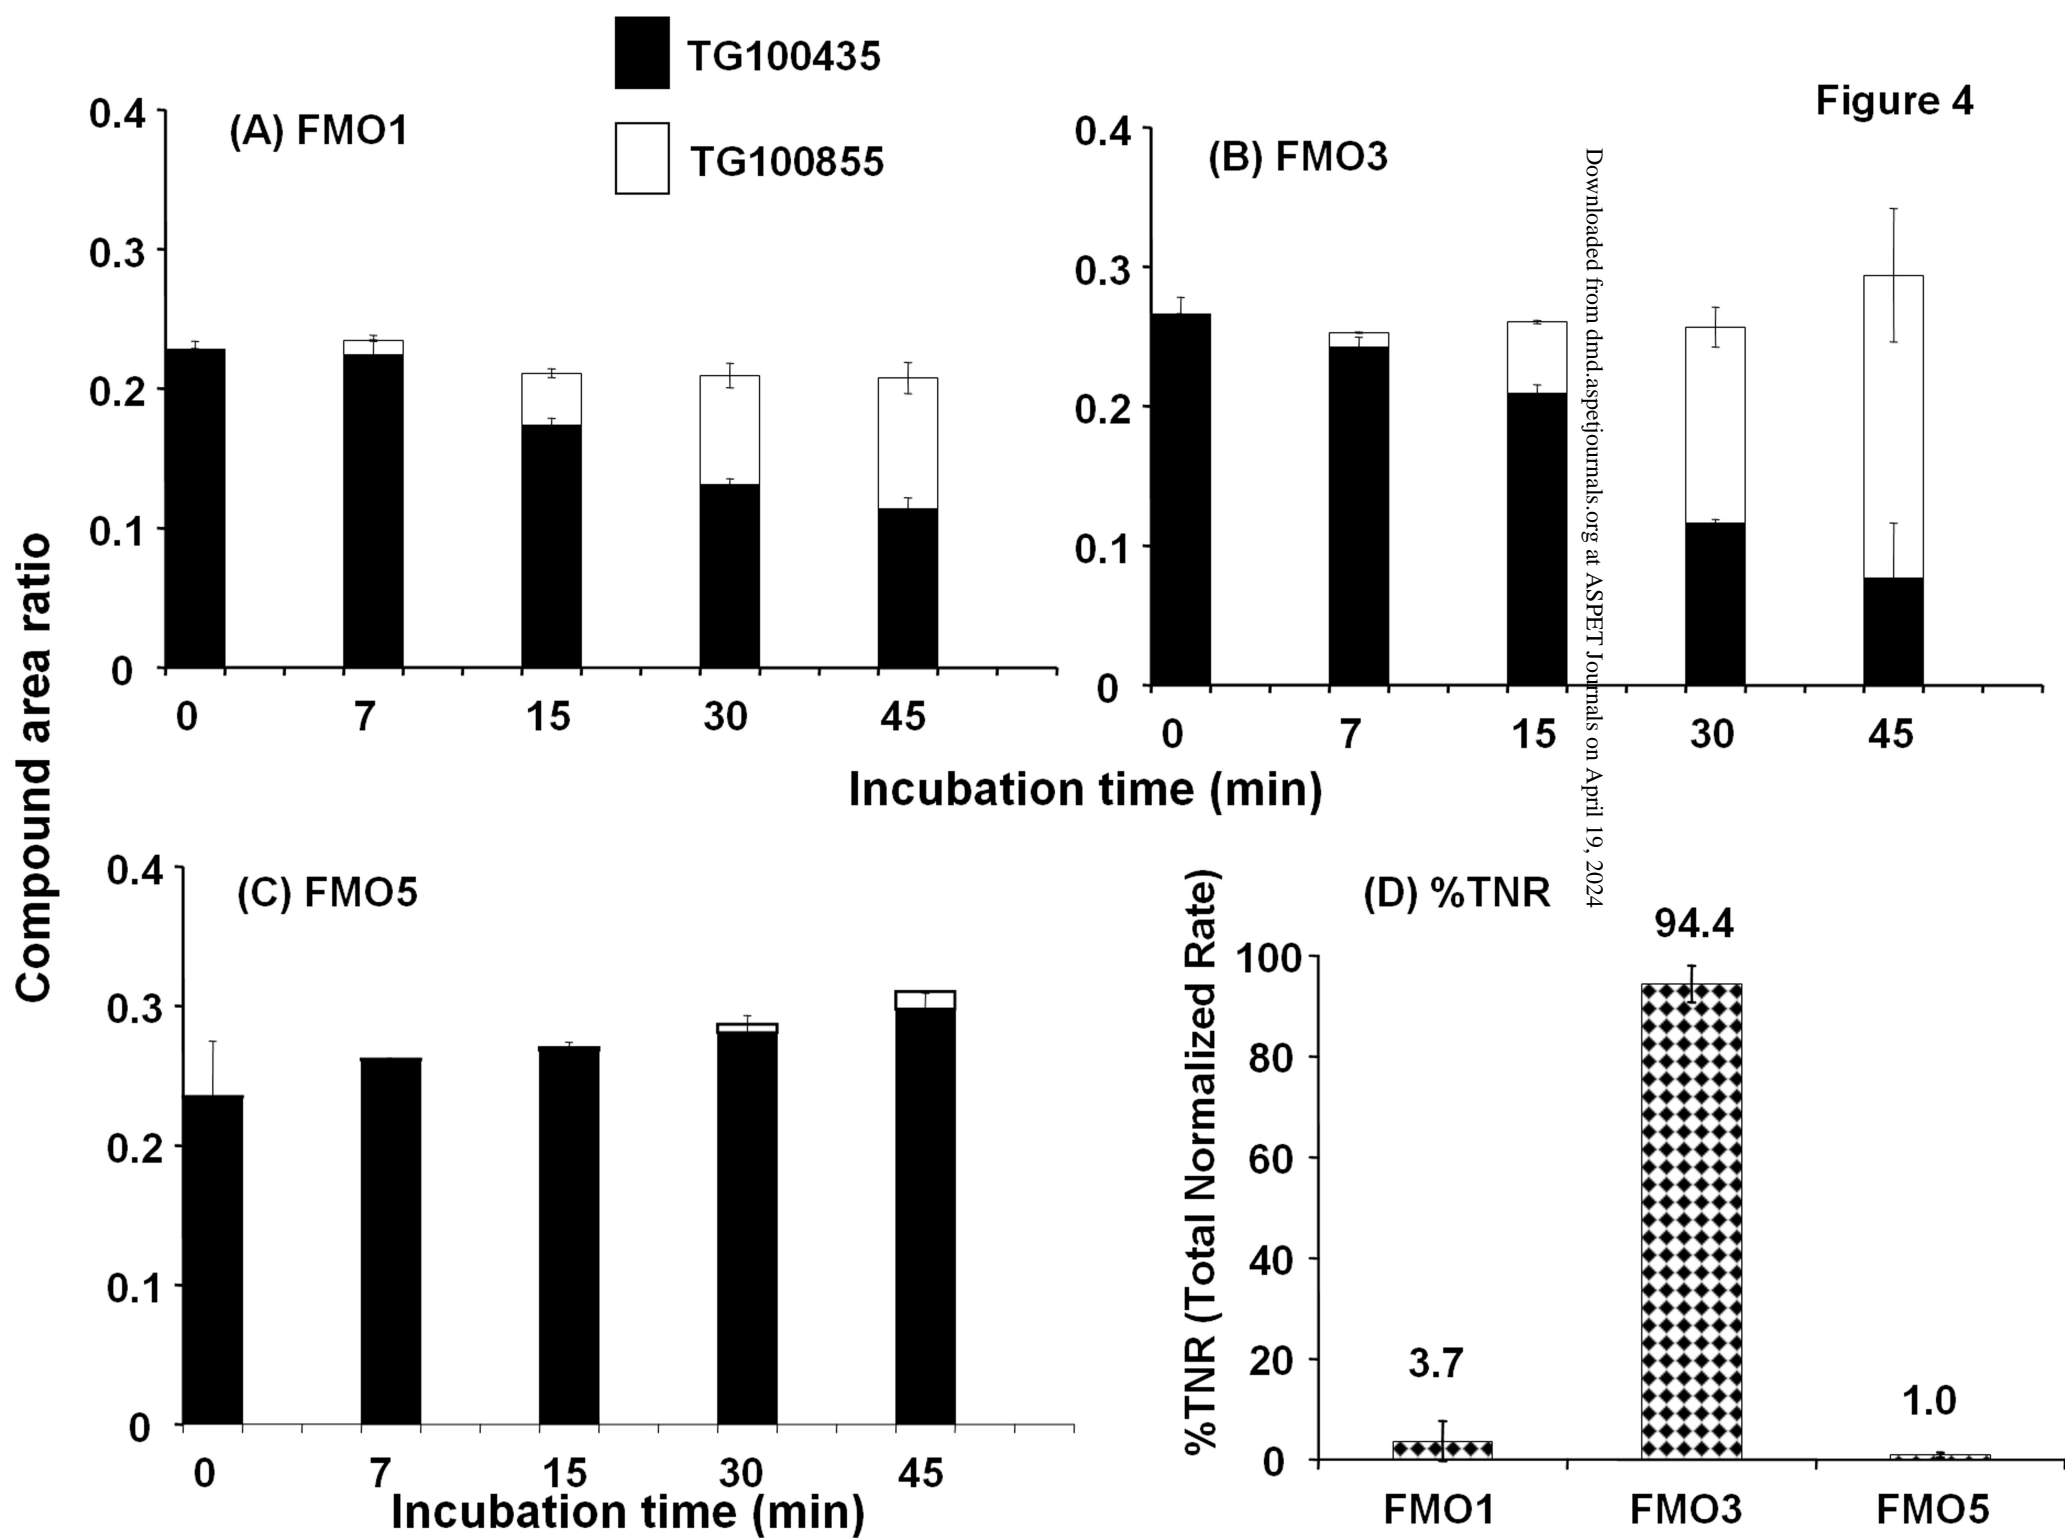 TG100435
TG100855
Figure 4
Compound area ratio
(A) FMO1
0.4
0.3
0.2
0.1
0
0 7 15 30 45
(B) FMO3
0.4
0.3
0.2
0.1
0
0 7 15 30 45
Incubation time (min)
Downloaded from dmd.aspetjournals.org at ASPET Journals on April 19, 2024
(C) FMO5
0.4
0.3
0.2
0.1
0
0 7 15 30 45
Incubation time (min)
(D) %TNR
%TNR (Total Normalized Rate)
100
80
60
40
20
0
3.7
94.4
1.0
FMO1 FMO3 FMO5